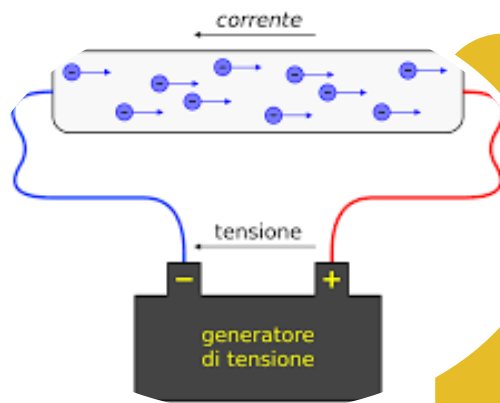 corrente
tensione
− +
generatore
di tensione